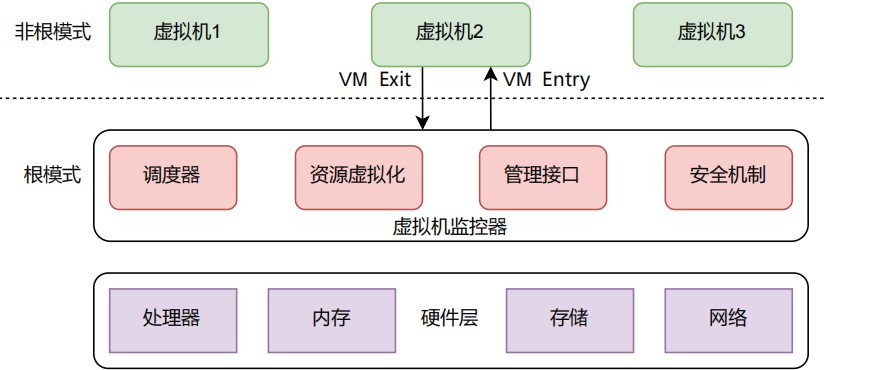 非根模式
虚拟机1
虚拟机2
虚拟机3
VM Exit
VM Entry
根模式
调度器
资源虚拟化
管理接口
安全机制
虚拟机监控器
处理器
内存
硬件层
存储
网络